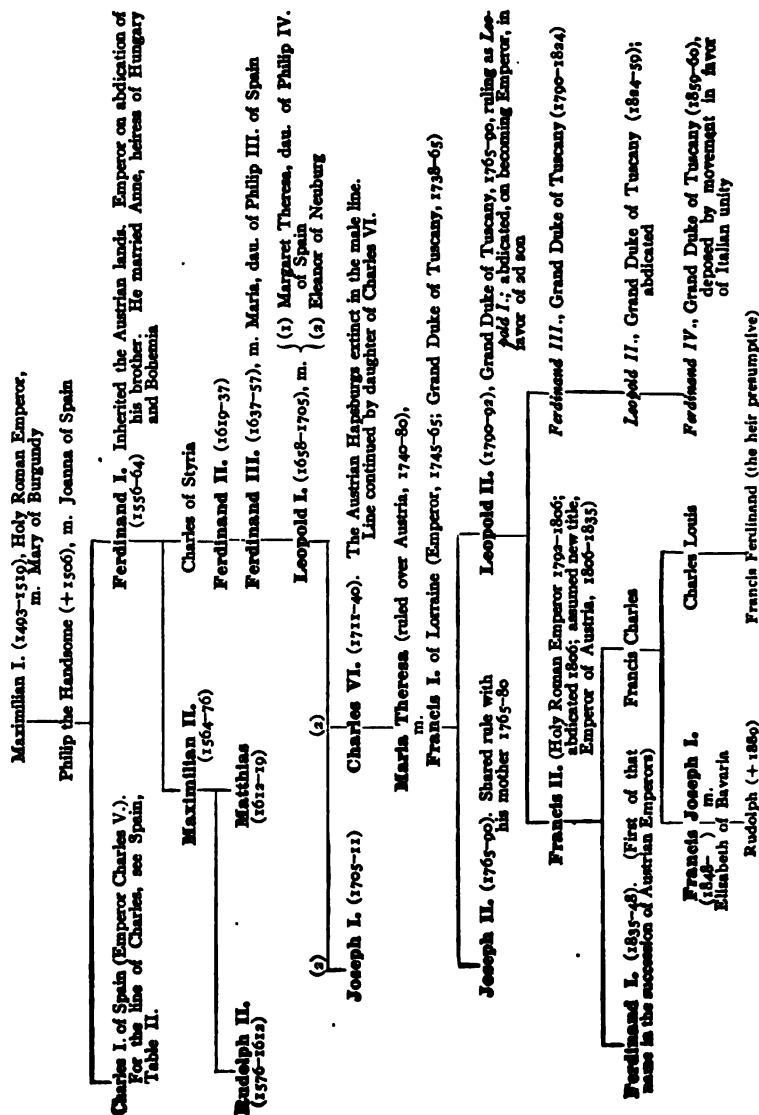 Maximilian I. (1493-1519), Holy Roman Emperor,
m. Mary of Burgundy
Philip the Handsome (+ 1506), m. Joanna of Spain
Charles I. of Spain (Emperor Charles V.).
For the line of Charles, see Spain,
Table II.
Ferdinand I. Inherited the Austrian lands. Emperor on abdication of
(1556-64) his brother. He married Anne, heiress of Hungary
and Bohemia
Maximilian II.
(1564-76)
Charles of Styria
Rudolph II.
(1576-1612)
Matthias
(1612-19)
Ferdinand II. (1619-37)
Ferdinand III. (1637-57), m. Maria, dau. of Philip III. of Spain
Leopold I. (1658-1705), m. (1) Margaret Theresa, dau. of Philip IV.
of Spain
(2) Eleanor of Neuburg
(2) (2)
Joseph I. (1705-11)
Charles VI. (1711-40). The Austrian Hapsburgs extinct in the male line.
Line continued by daughter of Charles VI.
Maria Theresa (ruled over Austria, 1740-80)
m.
Francis I. of Lorraine (Emperor, 1745-65; Grand Duke of Tuscany, 1738-65)
Joseph II. (1765-90). Shared rule with
his mother 1765-80
Leopold II. (1790-92), Grand Duke of Tuscany, 1765-90, ruling as Leo-
pold I.; abdicated, on becoming Emperor, in
favor of 2d son
Francis II. (Holy Roman Emperor 1792-1806;
abdicated 1806; assumed new title,
Emperor of Austria, 1806-1835)
Ferdinand III., Grand Duke of Tuscany (1790-1824)
Ferdinand I. (1835-48). (First of that
name in the succession of Austrian Emperors)
Francis Charles
Leopold II., Grand Duke of Tuscany (1824-59);
abdicated
Francis Joseph I.
(1848- ) m.
Elisabeth of Bavaria
Charles Louis
Ferdinand IV., Grand Duke of Tuscany (1859-60),
deposed by movement in favor
of Italian unity
Rudolph (+ 1889)
Francis Ferdinand (the heir presumptive)